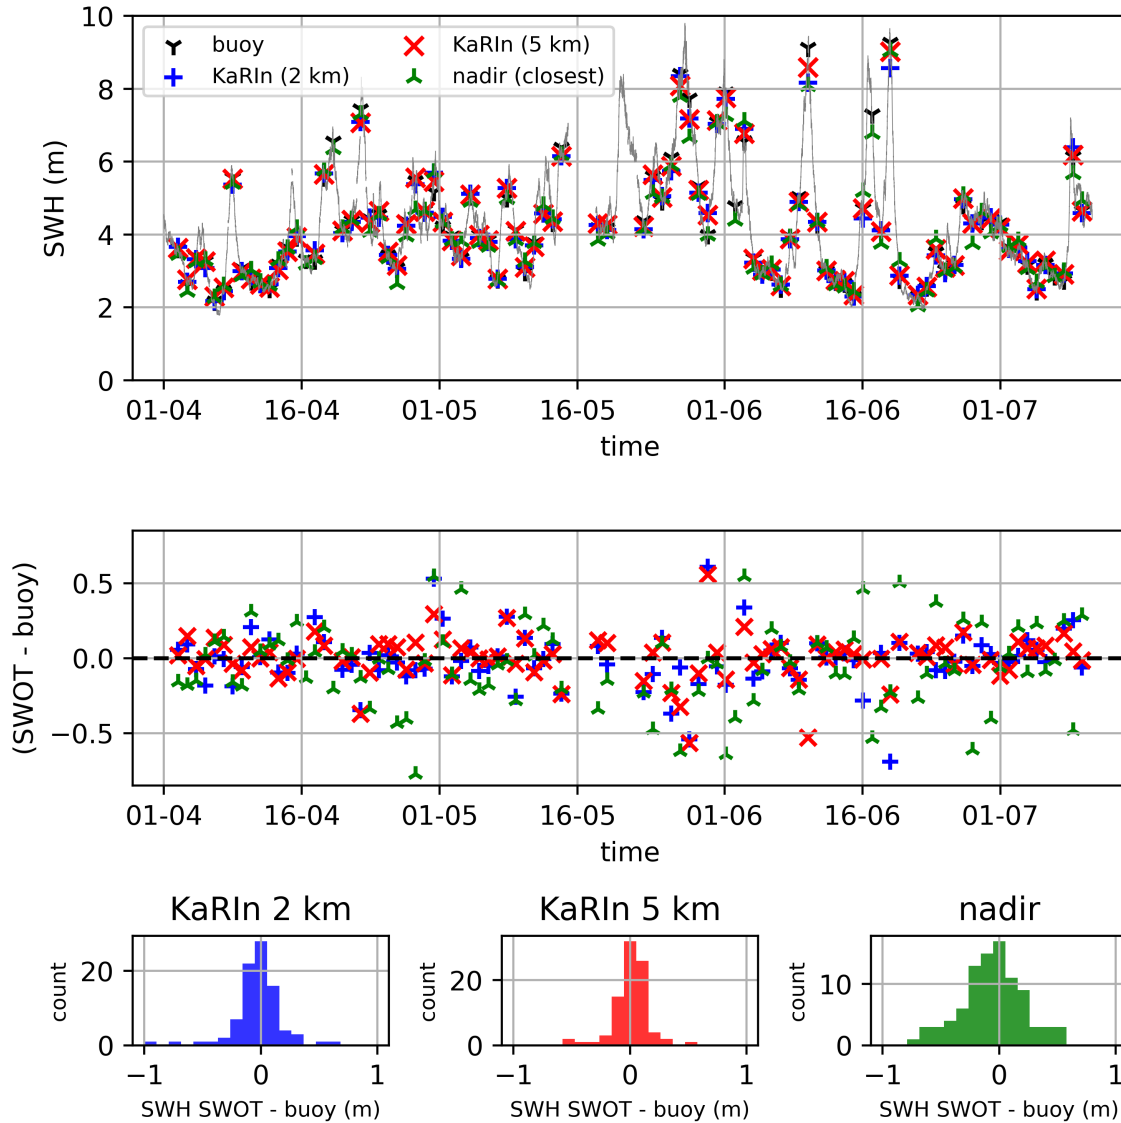 10
8
6
4
2
0
SWH (m)
buoy
KaRIn (2 km)
KaRIn (5 km)
nadir (closest)
01-04 16-04 01-05 16-05 01-06 16-06 01-07
time
0.5
0.0
−0.5
(SWOT - buoy)
01-04 16-04 01-05 16-05 01-06 16-06 01-07
time
KaRIn 2 km
20
0
count
−1 0 1
SWH SWOT - buoy (m)
KaRIn 5 km
20
0
count
−1 0 1
SWH SWOT - buoy (m)
nadir
10
0
count
−1 0 1
SWH SWOT - buoy (m)